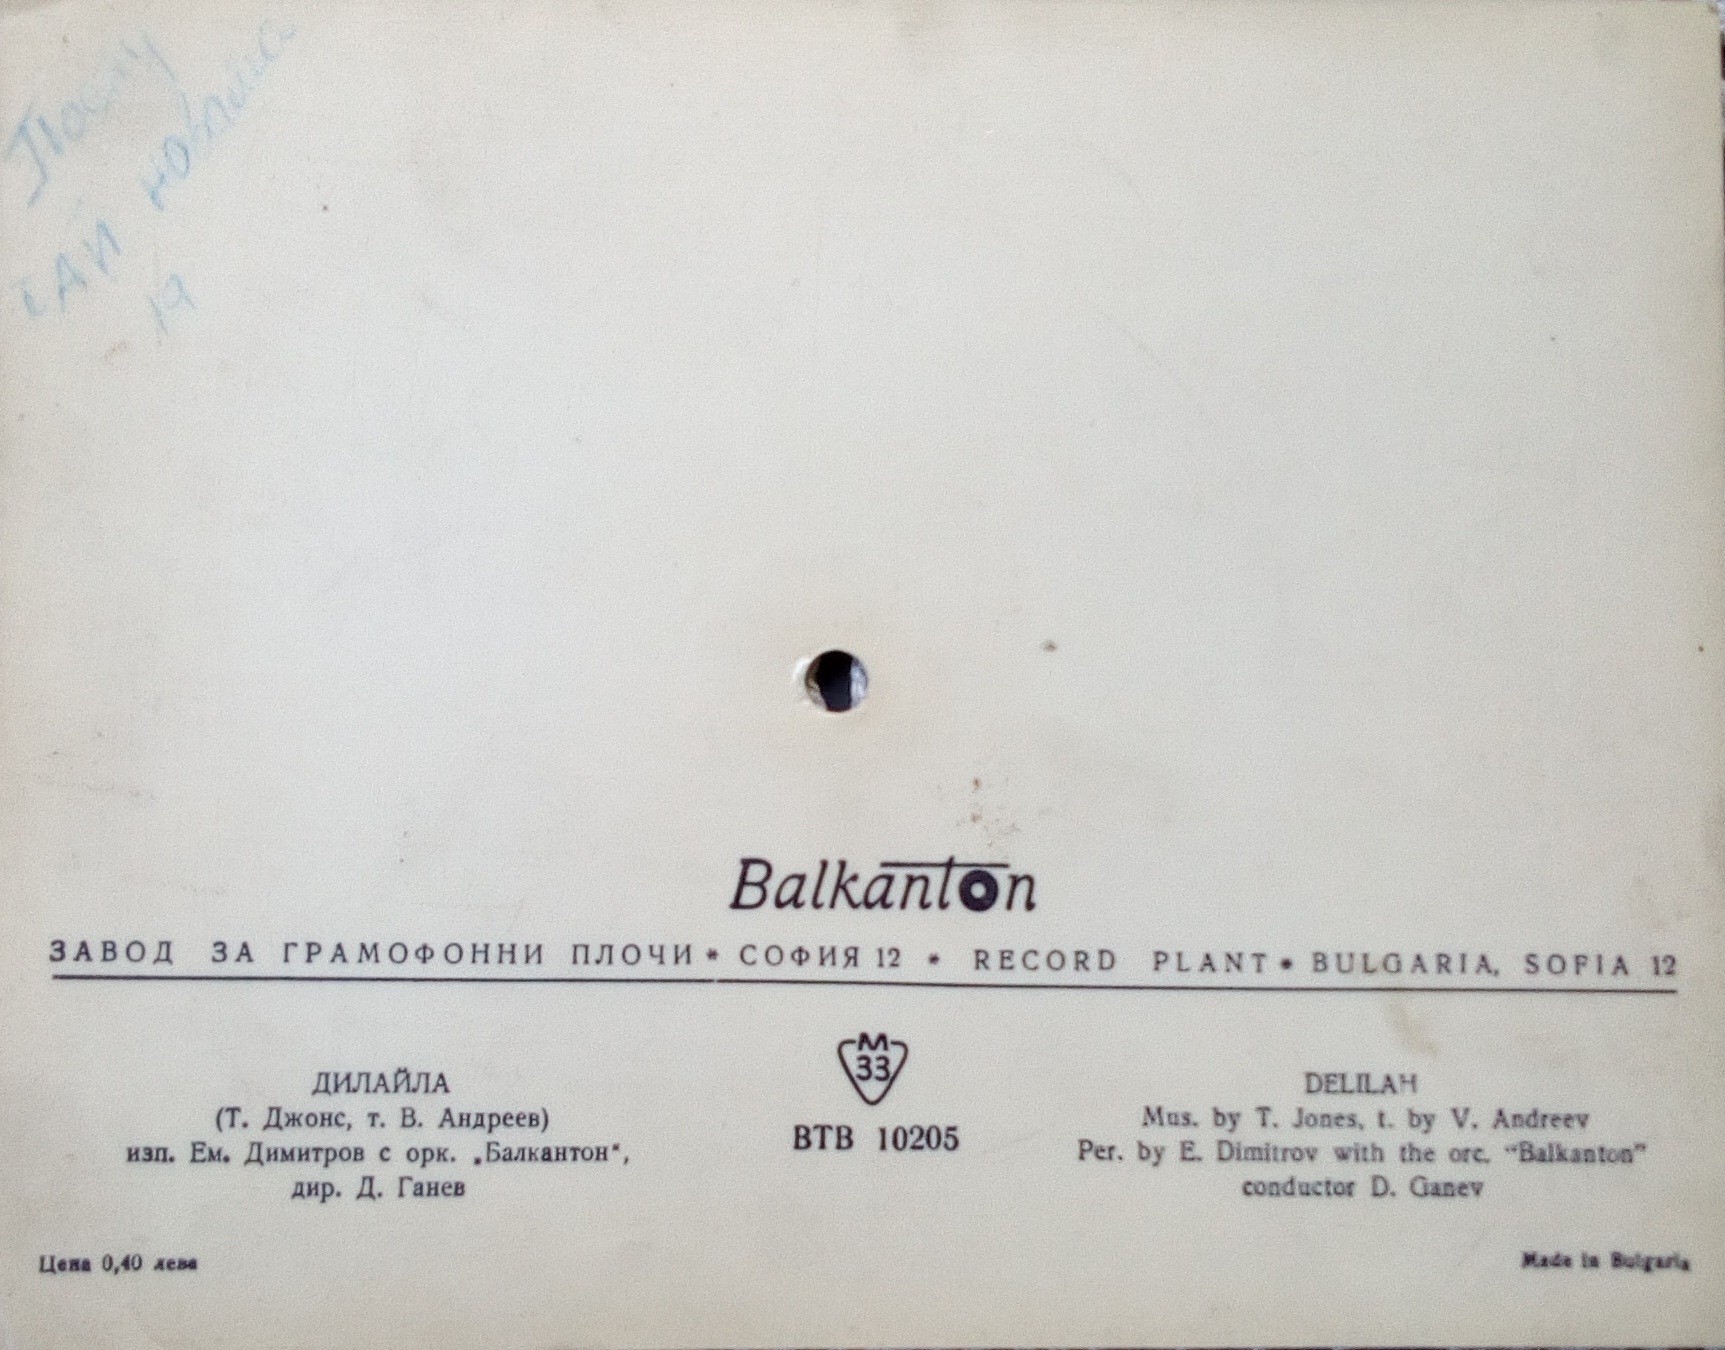 Balkanton
ЗАВОД ЗА ГРАМОФОННИ ПЛОЧИ * СОФИЯ 12 * RECORD PLANT * BULGARIA, SOFIA 12
ДИЛАЙЛА
(Т. Джонс, т. В. Андреев)
изп. Ем. Димитров с орк. „Балкантон“,
дир. Д. Ганев
М
33
ВТВ 10205
DELILAH
Mus. by T. Jones, t. by V. Andreev
Per. by E. Dimitrov with the orc. "Balkanton"
conductor D. Ganev
Цена 0,40 лева
Made in Bulgaria